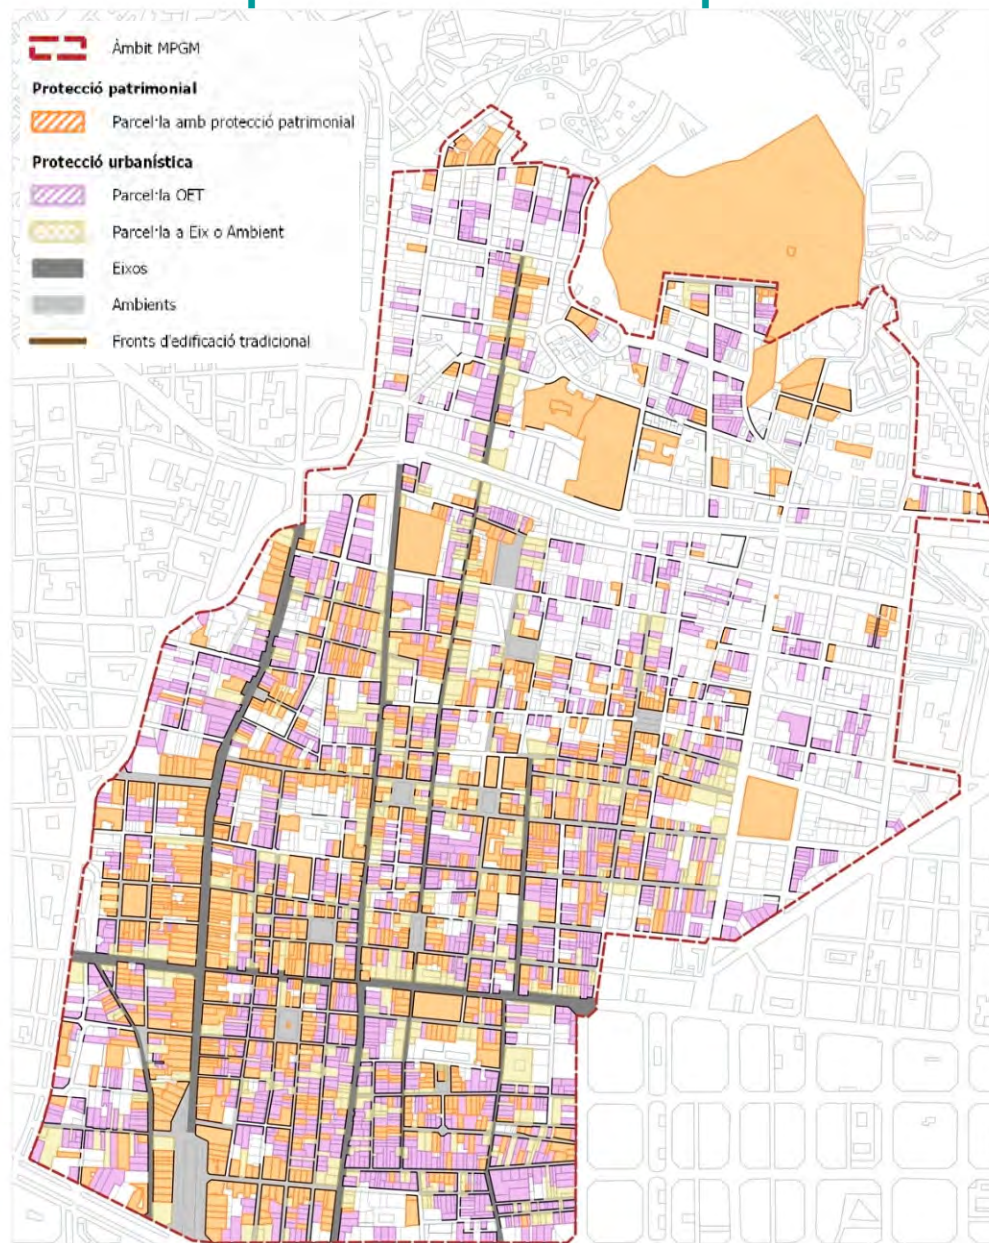 Àmbit MPGM
Protecció patrimonial
Parcel·la amb protecció patrimonial
Protecció urbanística
Parcel·la OET
Parcel·la a Eix o Ambient
Eixos
Ambients
Fronts d'edificació tradicional